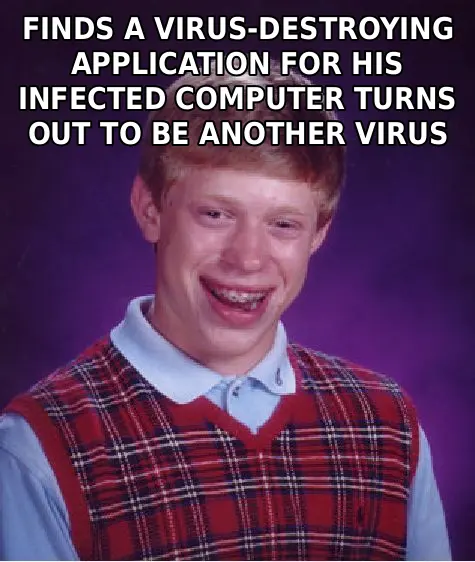 FINDS A VIRUS-DESTROYING
APPLICATION FOR HIS
INFECTED COMPUTER TURNS
OUT TO BE ANOTHER VIRUS